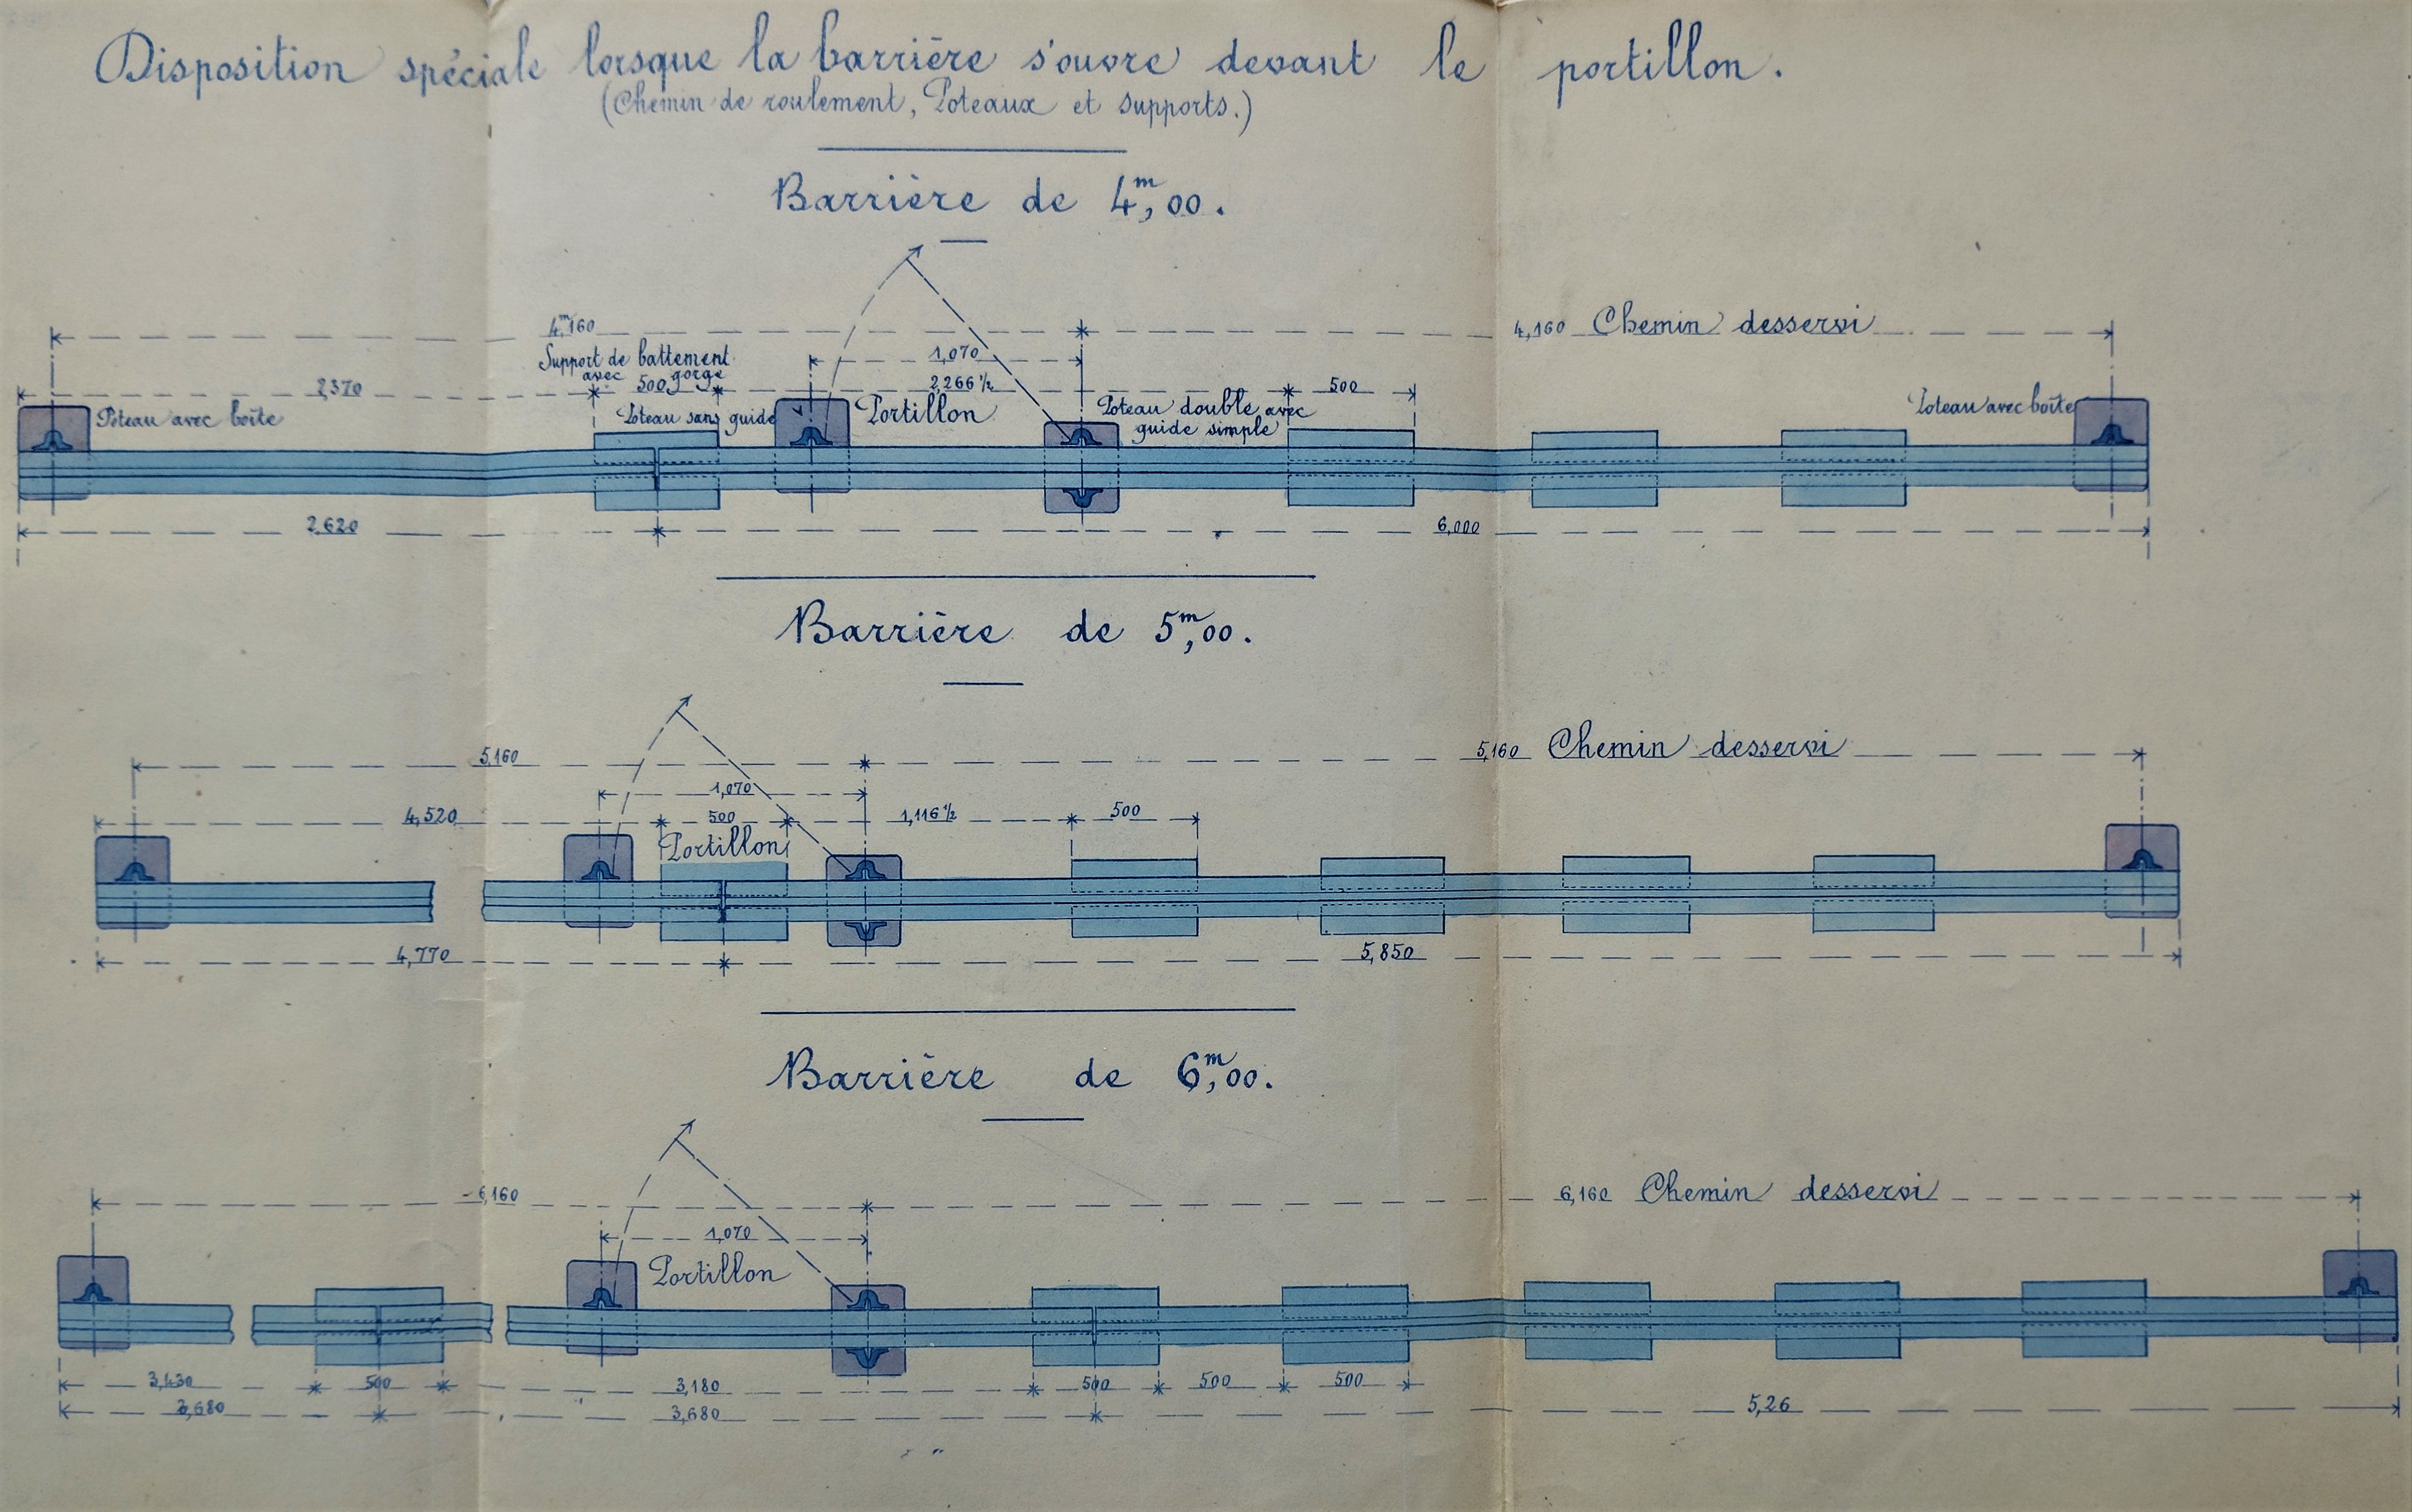 Disposition spéciale lorsque la barrière s'ouvre devant le portillon.
(Chemin de roulement, Poteaux et supports.)
Barrière de 4m,00.
4m,160
4,160 Chemin desservi
Support de battement
avec gorge
1,070
2,370
500
2,266 1/2
500
Poteau avec boîte
Poteau sans guide
Portillon
Poteau double avec
guide simple
Poteau avec boîte
2,620
6,000
Barrière de 5m,00.
5,160
5,160 Chemin desservi
1,070
4,520
500
1,116 1/2
500
Portillon
4,770
5,850
Barrière de 6m,00.
6,160
6,160 Chemin desservi
1,070
Portillon
3,430
500
3,180
500
500
500
3,680
3,680
5,26